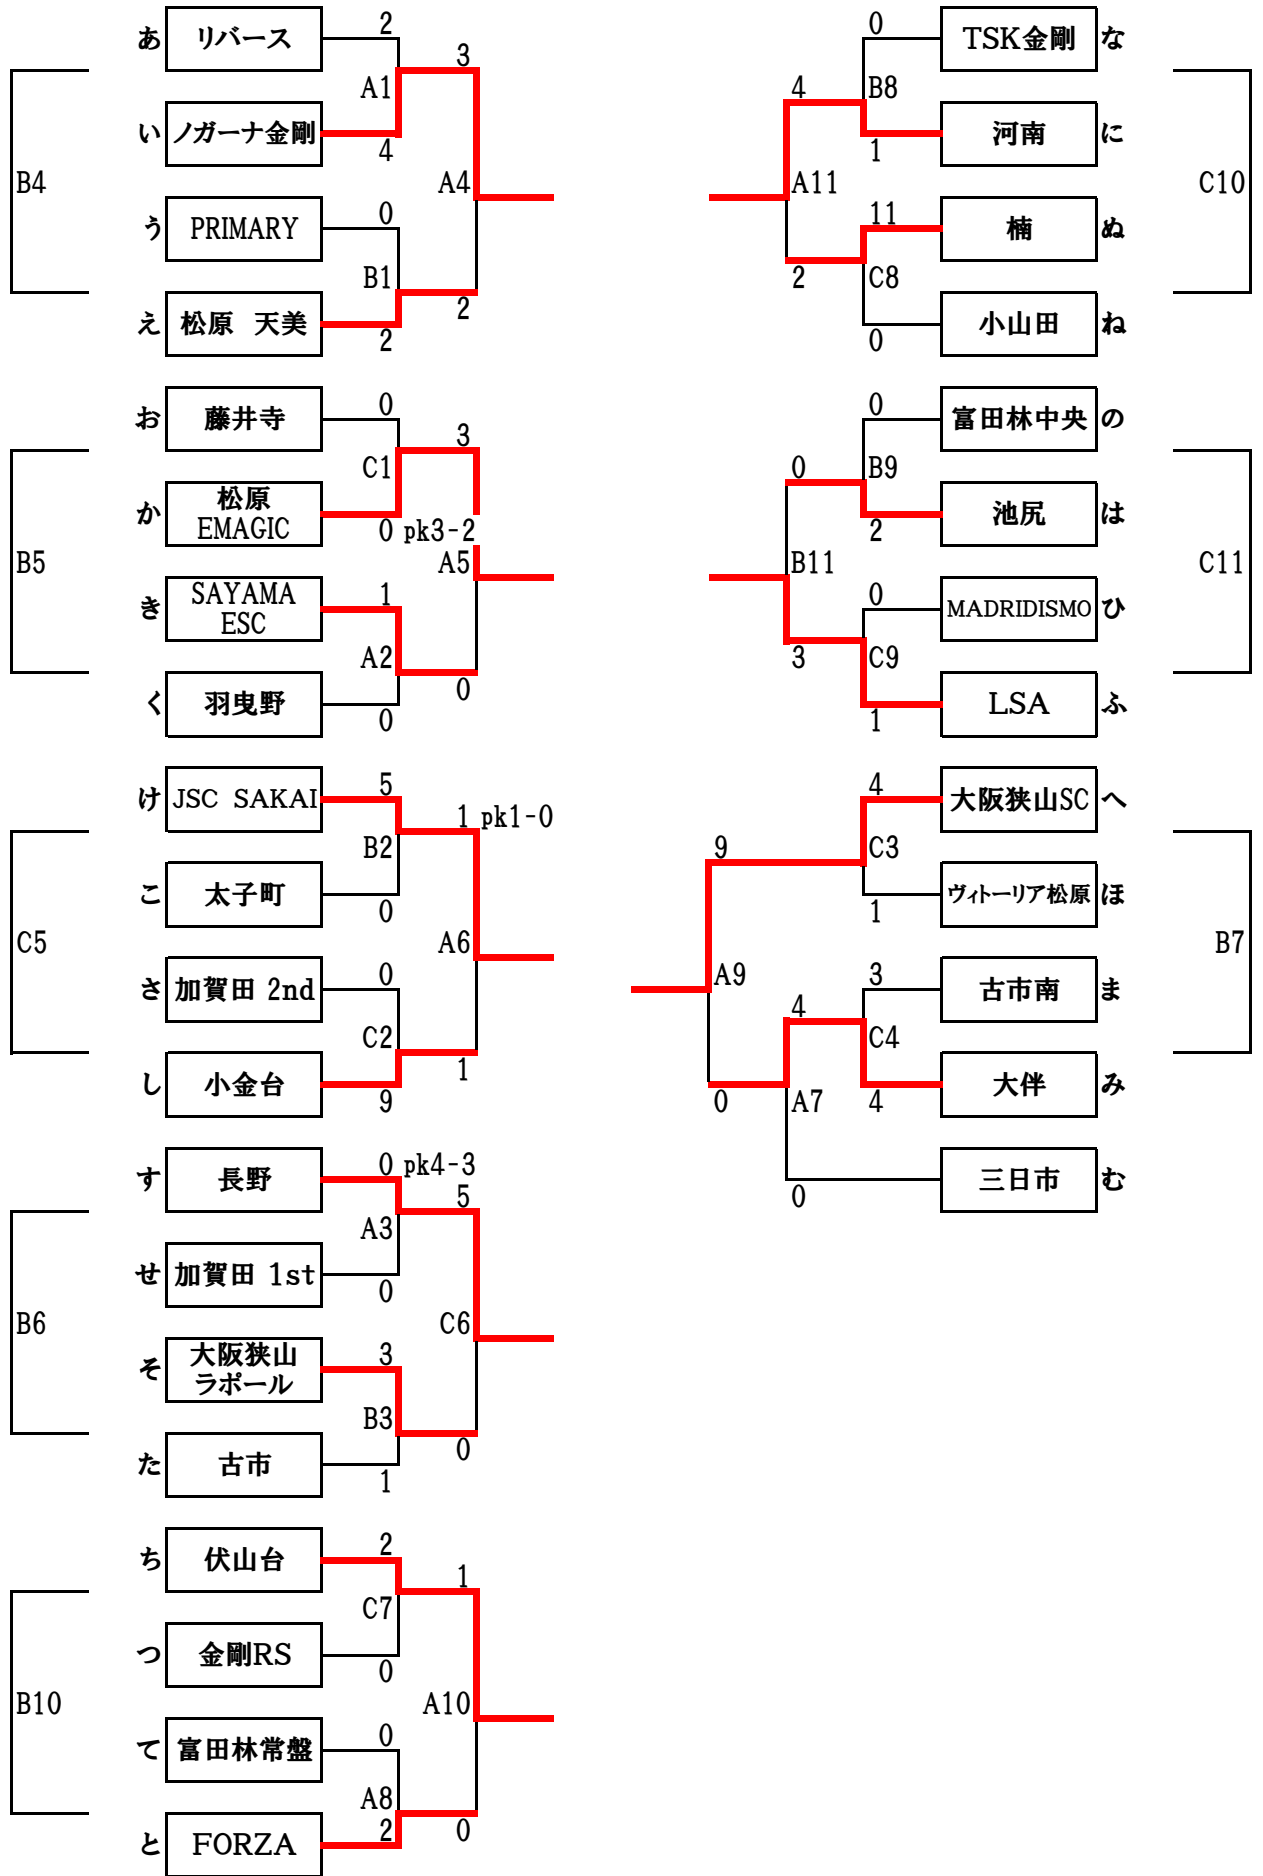 あ リバース 2
3
A1
い ノガーナ金剛 4
B4
A4
う PRIMARY 0
B1
え 松原 天美 2
2
お 藤井寺 0
3
C1
か 松原
EMAGIC 0 pk3-2
B5
A5
き SAYAMA
ESC 1
A2
0
く 羽曳野 0
け JSC SAKAI 5
1 pk1-0
B2
こ 太子町 0
C5
A6
さ 加賀田 2nd 0
C2
1
し 小金台 9
す 長野 0 pk4-3
5
A3
せ 加賀田 1st 0
B6
C6
そ 大阪狭山
ラポール 3
B3
0
た 古市 1
ち 伏山台 2
1
C7
つ 金剛RS 0
B10
A10
て 富田林常盤 0
A8
と FORZA 2
0
0 TSK金剛 な
4
B8
1 河南 に
A11
C10
11 楠 ぬ
2
C8
0 小山田 ね
0 富田林中央 の
0
B9
2 池尻 は
B11
C11
0 MADRIDISMO ひ
3
C9
1 LSA ふ
4 大阪狭山SC へ
9
C3
1 ヴィトーリア松原 ほ
B7
A9
3 古市南 ま
4
C4
4 大伴 み
0
A7
0 三日市 む